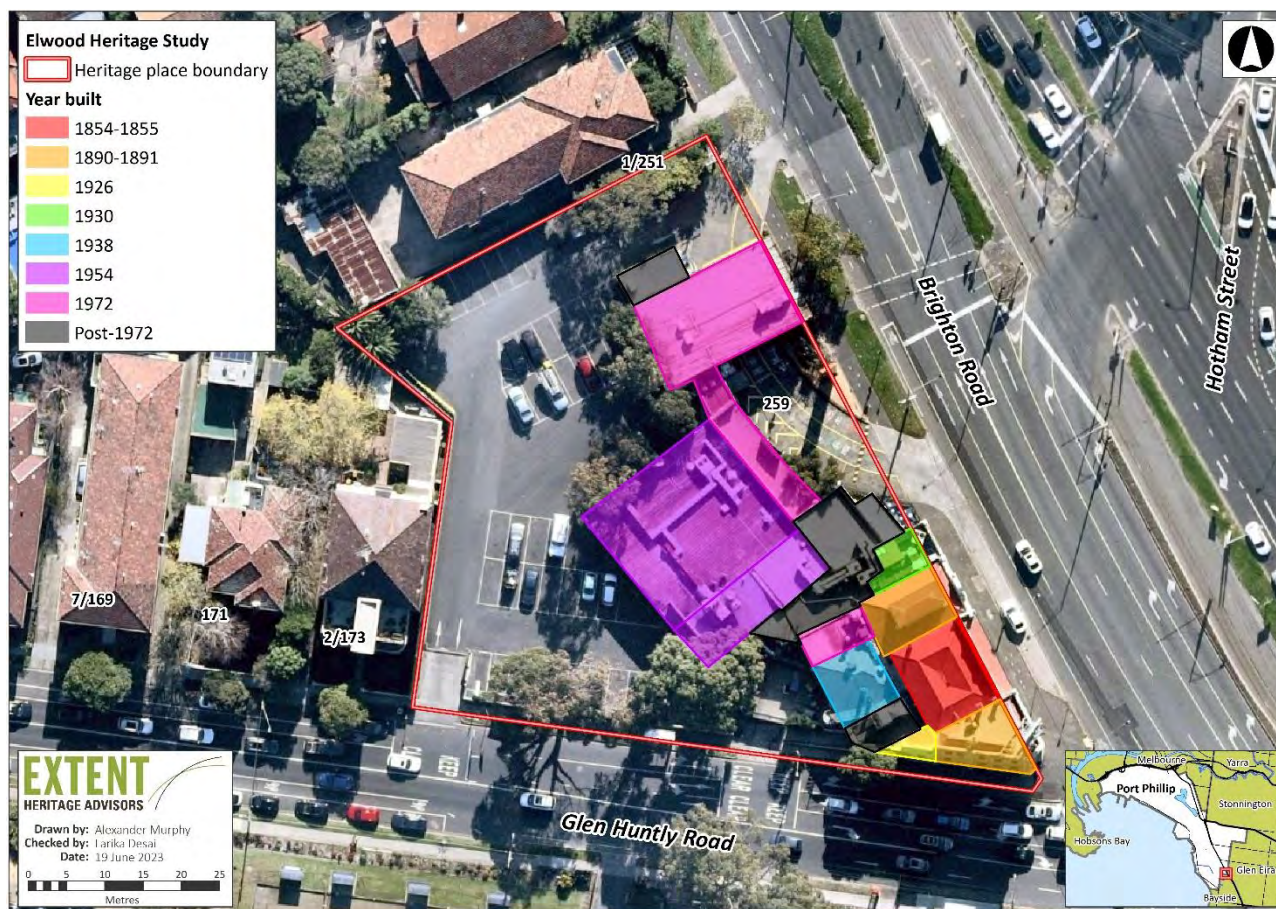 Elwood Heritage Study
Heritage place boundary
Year built
1854-1855
1890-1891
1926
1930
1938
1954
1972
Post-1972
1/251
259
Brighton Road
Hotham Street
7/169
171
2/173
KEEP
CLEAR
Glen Huntly Road
EXTENT
HERITAGE ADVISORS
Drawn by: Alexander Murphy
Checked by: Larika Desai
Date: 19 June 2023
0 5 10 15 20 25
Metres
Melbourne
Yarra
Port Phillip
Stonnington
Hobsons Bay
Glen Eira
Bayside